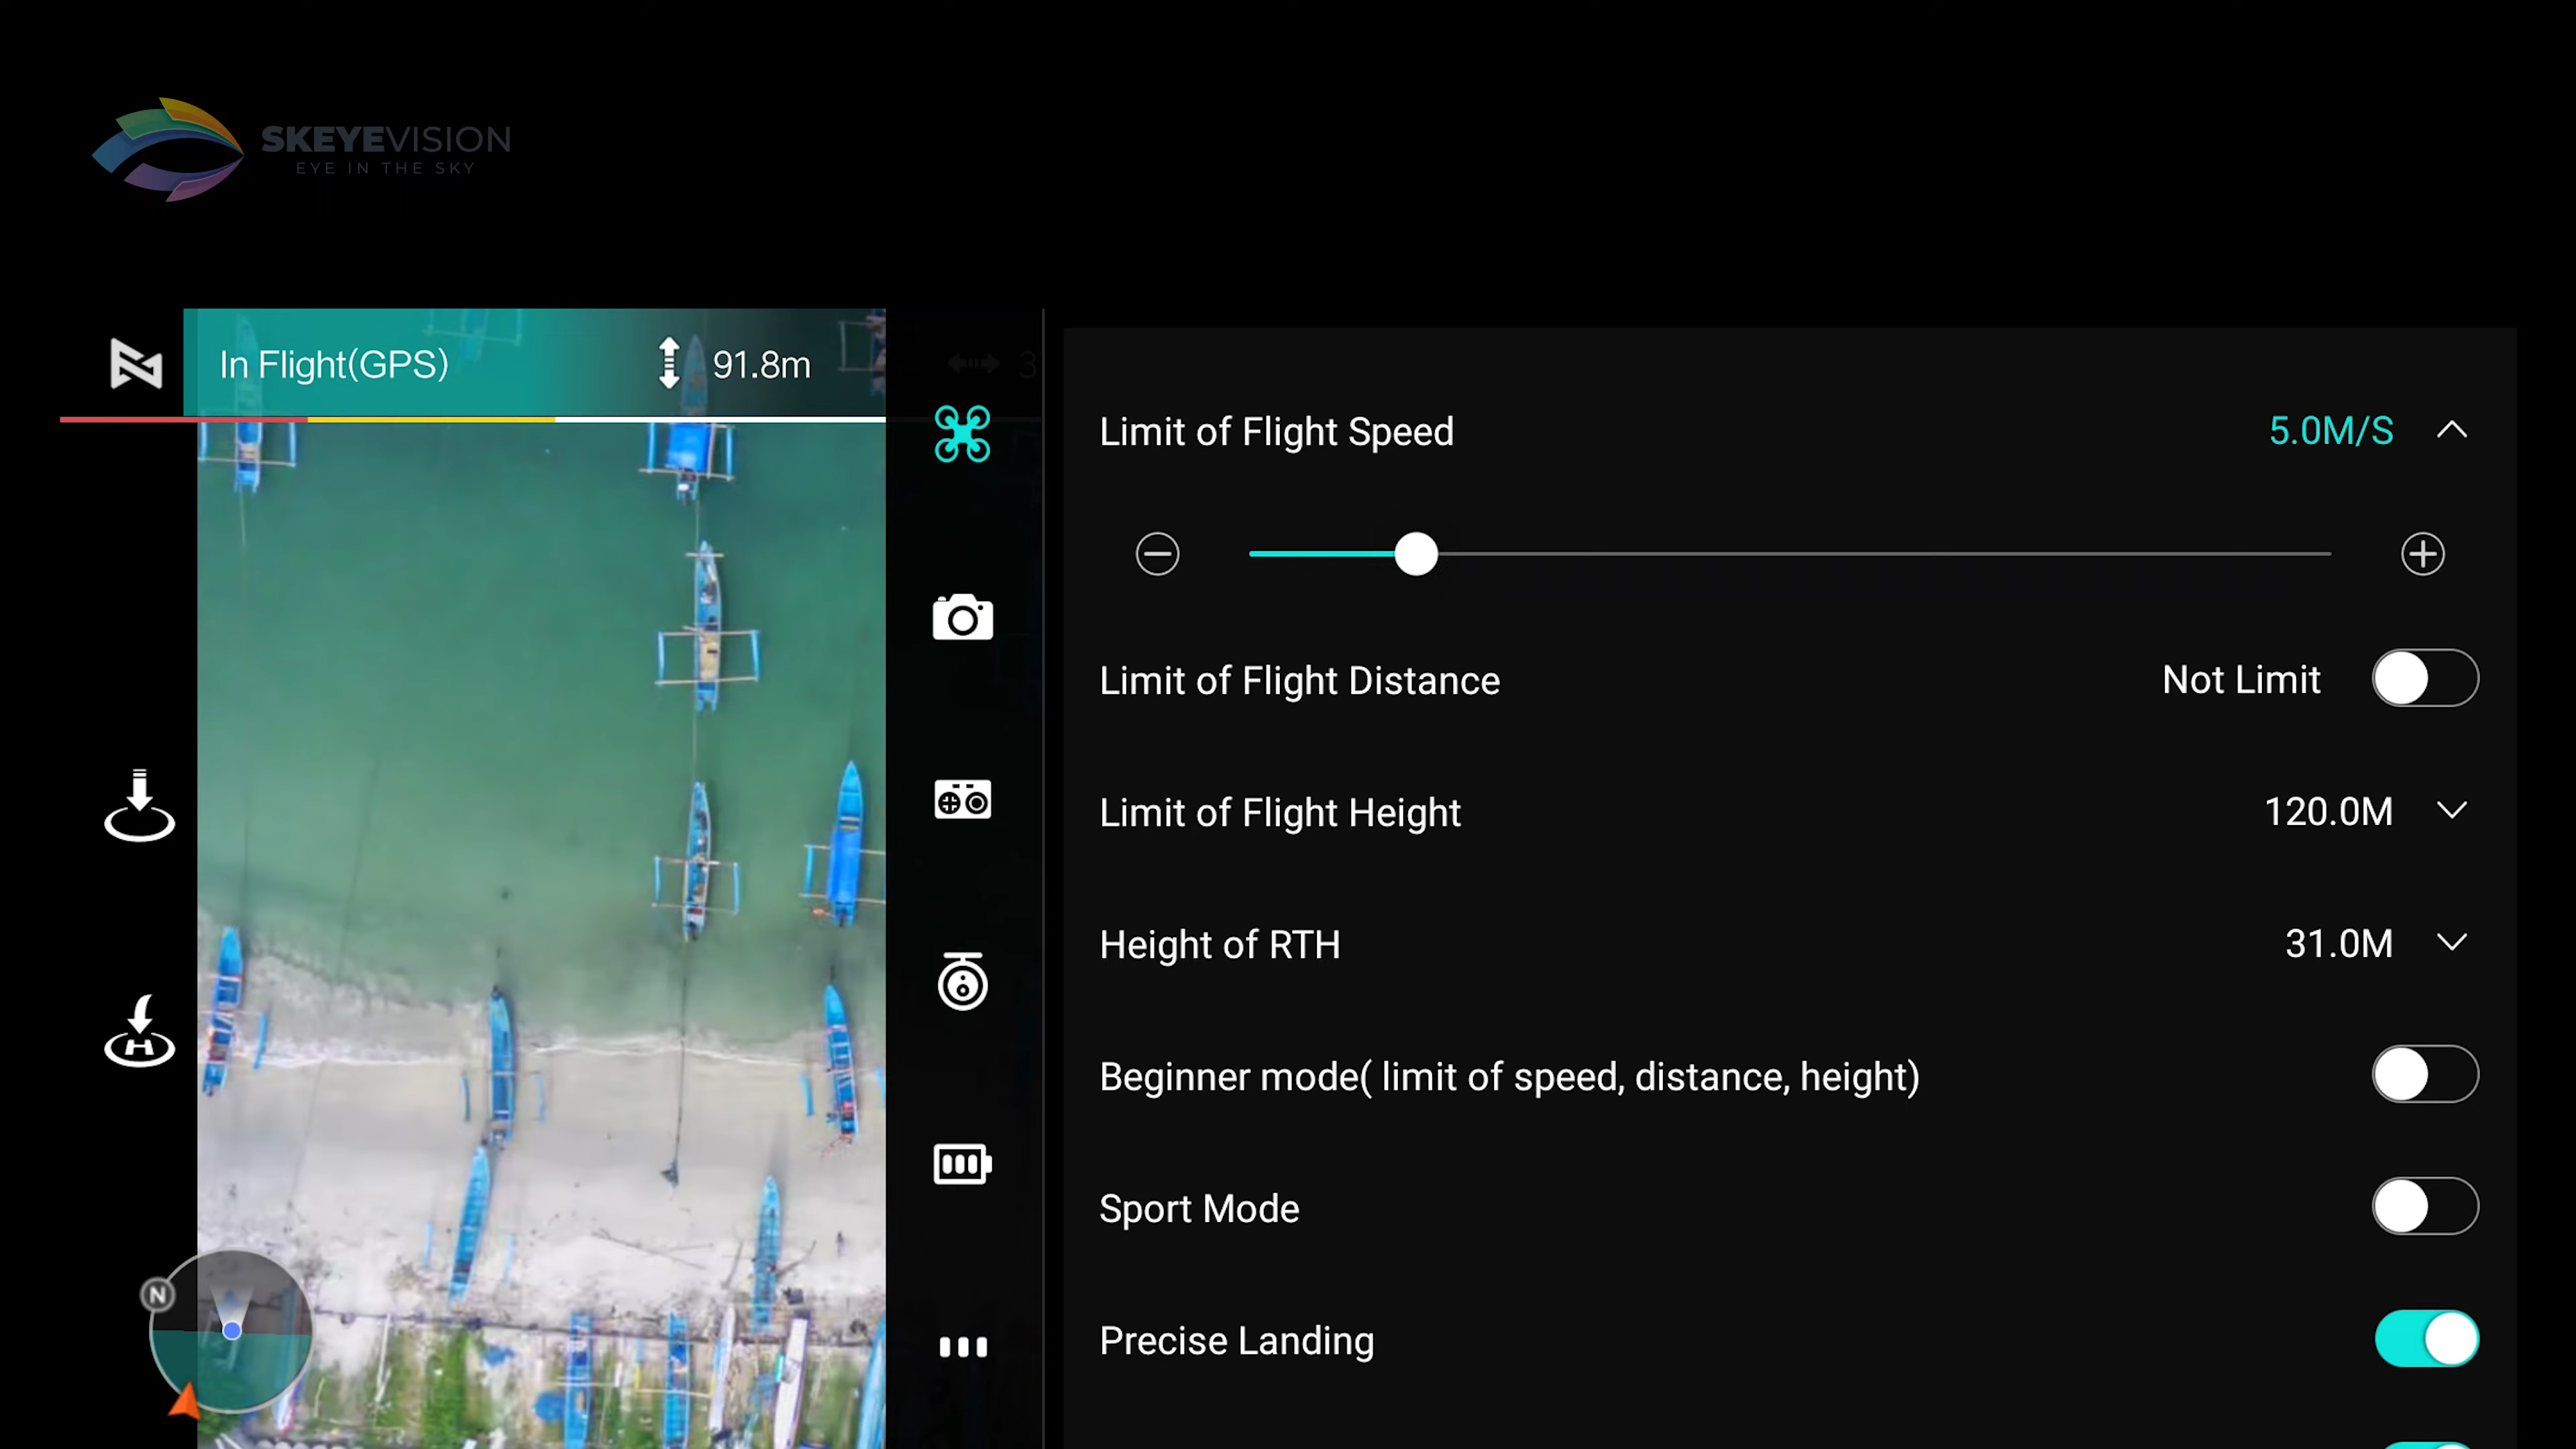 SKEYEVISION
EYE IN THE SKY
In Flight(GPS)
91.8m
3
Limit of Flight Speed
5.0M/S
Limit of Flight Distance
Not Limit
Limit of Flight Height
120.0M
Height of RTH
31.0M
Beginner mode( limit of speed, distance, height)
Sport Mode
Precise Landing
N
H